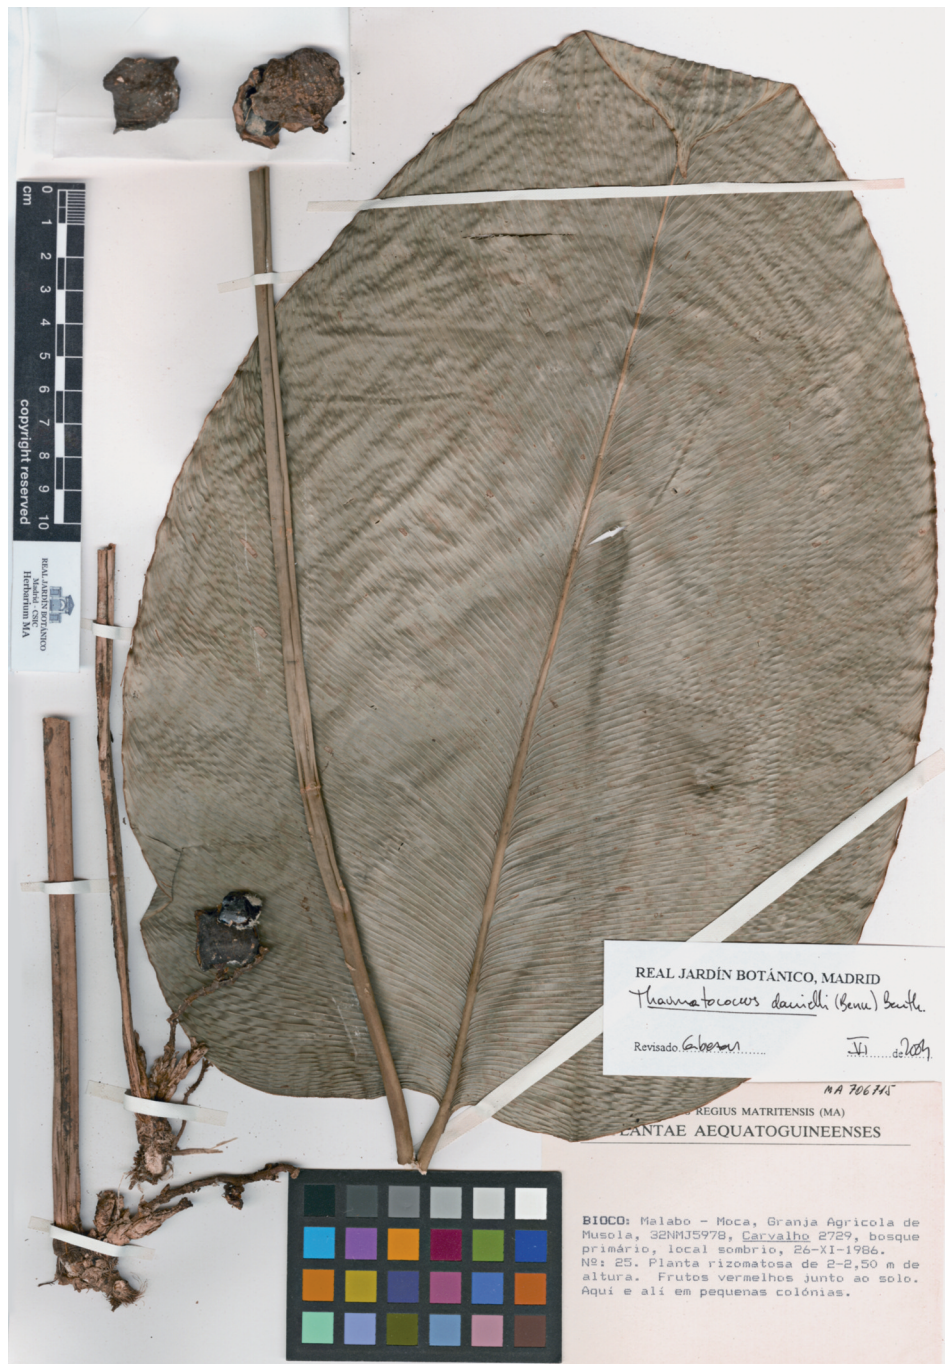 0
cm
1
2
3
4
5
6
7
8
9
10
copyright reserved
REAL JARDÍN BOTÁNICO
Madrid - CSIC
Herbarium MA
REAL JARDÍN BOTÁNICO, MADRID
Thaumatococcus danielli (Benn) Benth.
Revisado Cabezas VI de 2004
MA 706715
REGIUS MATRITENSIS (MA)
PLANTAE AEQUATOGUINEENSES
BIOCO: Malabo - Moca, Granja Agricola de
Musola, 32NMJ5978, Carvalho 2729, bosque
primário, local sombrio, 26-XI-1986.
Nº: 25. Planta rizomatosa de 2-2,50 m de
altura. Frutos vermelhos junto ao solo.
Aqui e alí em pequenas colónias.